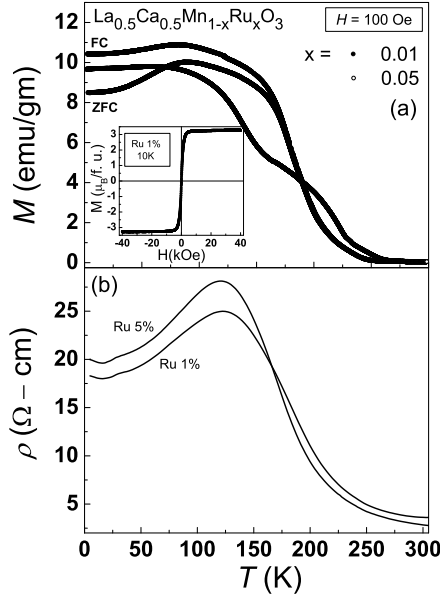 La0.5Ca0.5Mn1-xRuxO3
H = 100 Oe
12
10
8
6
4
2
0
M (emu/gm)
FC
ZFC
x = • 0.01
○ 0.05
(a)
Ru 1%
10K
3
2
1
0
-1
-2
-3
M (μB/f. u.)
-40 -20 0 20 40
H(kOe)
(b)
25
20
15
10
5
ρ (Ω – cm)
Ru 5%
Ru 1%
0 50 100 150 200 250 300
T (K)